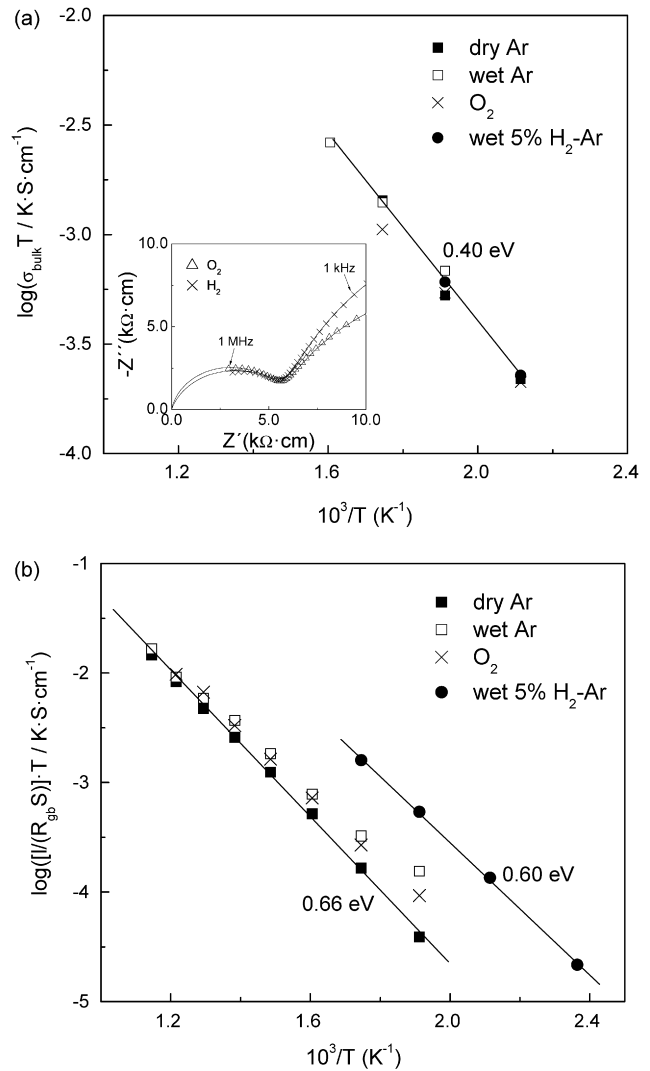 (a)
-2.0
-2.5
-3.0
-3.5
-4.0
log(σbulkT / K·S·cm-1)
dry Ar
wet Ar
O2
wet 5% H2-Ar
0.40 eV
10.0
5.0
0.0
-Z´´(kΩ·cm)
O2
H2
1 kHz
1 MHz
0.0 5.0 10.0
Z´(kΩ·cm)
1.2 1.6 2.0 2.4
103/T (K-1)
(b)
-1
-2
-3
-4
-5
log([l/(RgbS)]·T / K·S·cm-1)
dry Ar
wet Ar
O2
wet 5% H2-Ar
0.60 eV
0.66 eV
1.2 1.6 2.0 2.4
103/T (K-1)